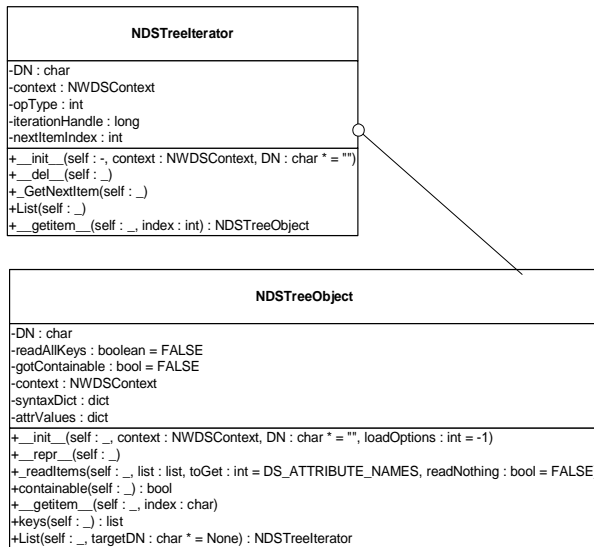 NDSTreeIterator
-DN : char
-context : NWDSContext
-opType : int
-iterationHandle : long
-nextItemIndex : int
+__init__(self : -, context : NWDSContext, DN : char * = "")
+__del__(self : _)
+_GetNextItem(self : _)
+List(self : _)
+__getitem__(self : _, index : int) : NDSTreeObject
NDSTreeObject
-DN : char
-readAllKeys : boolean = FALSE
-gotContainable : bool = FALSE
-context : NWDSContext
-syntaxDict : dict
-attrValues : dict
+__init__(self : _, context : NWDSContext, DN : char * = "", loadOptions : int = -1)
+__repr__(self : _)
+_readItems(self : _, list : list, toGet : int = DS_ATTRIBUTE_NAMES, readNothing : bool = FALSE
+containable(self : _) : bool
+__getitem__(self : _, index : char)
+keys(self : _) : list
+List(self : _, targetDN : char * = None) : NDSTreeIterator